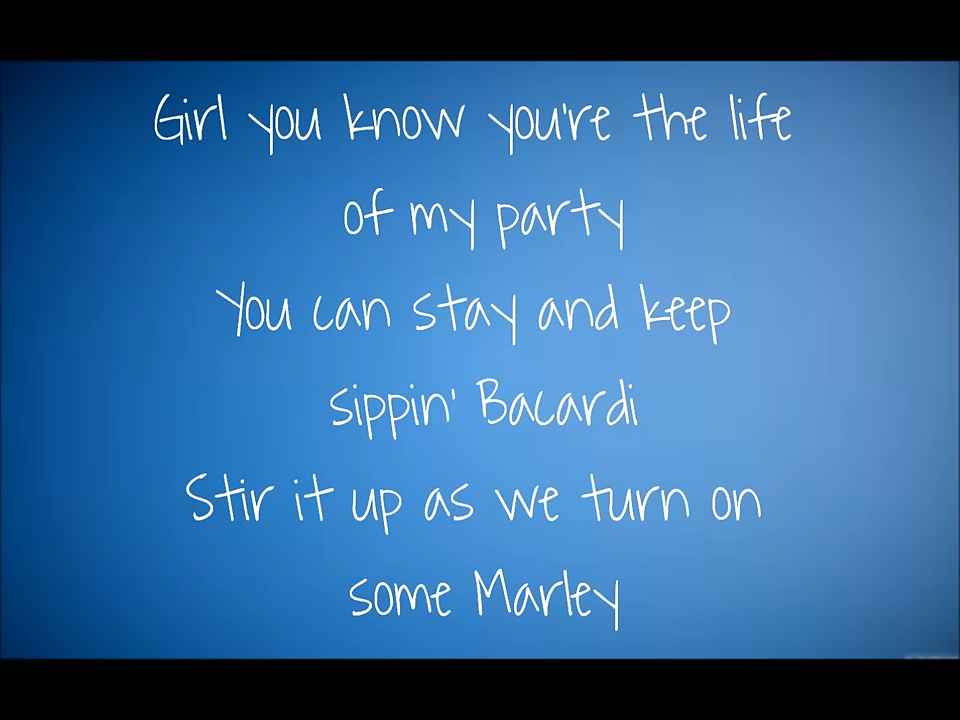 Girl you know you're the life
of my party
You can stay and keep
sippin' Bacardi
Stir it up as we turn on
some Marley